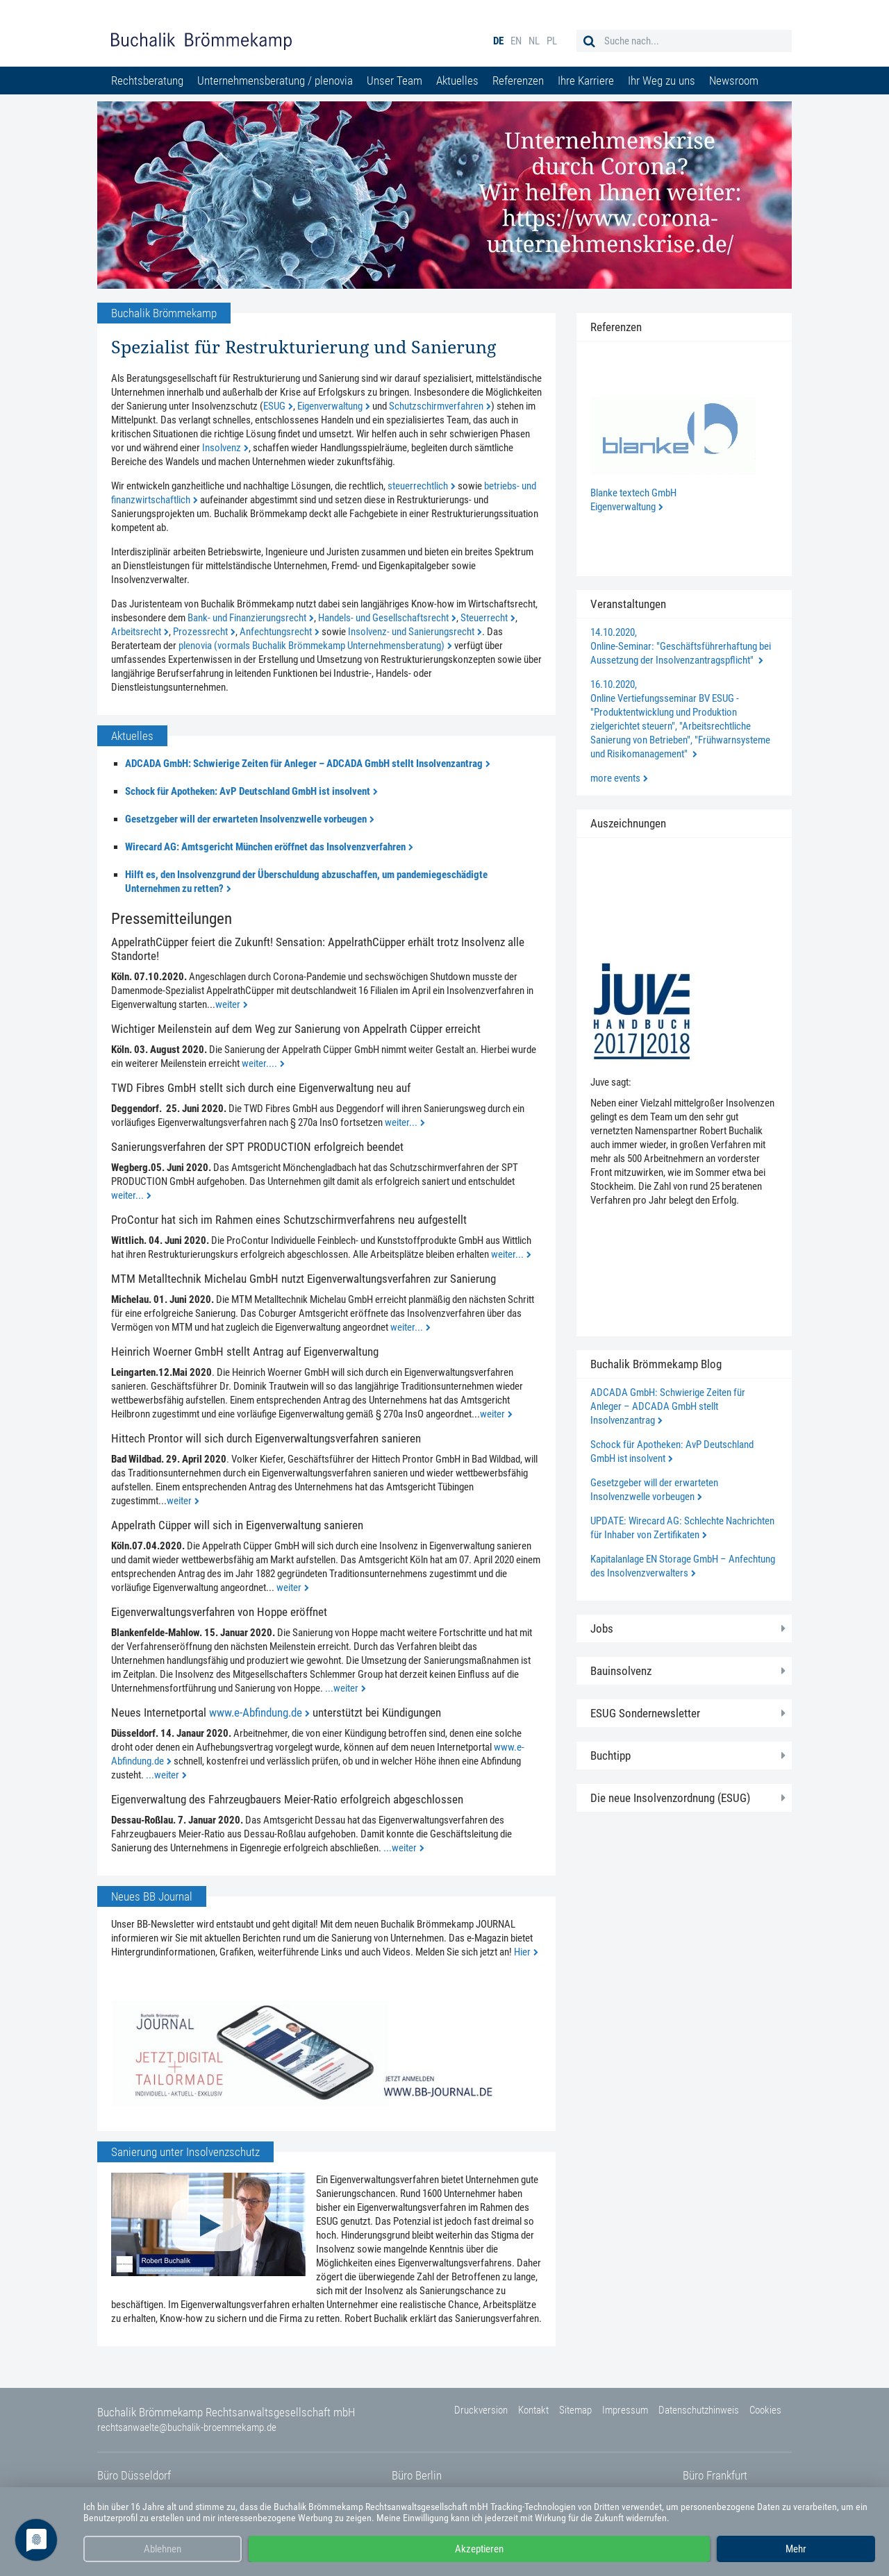 Buchalik Brömmekamp
DE EN NL PL
Suche nach...
Rechtsberatung Unternehmensberatung / plenovia Unser Team Aktuelles Referenzen Ihre Karriere Ihr Weg zu uns Newsroom
Unternehmenskrise
durch Corona?
Wir helfen Ihnen weiter:
https://www.corona-
unternehmenskrise.de/
Buchalik Brömmekamp
Spezialist für Restrukturierung und Sanierung
Als Beratungsgesellschaft für Restrukturierung und Sanierung sind wir darauf spezialisiert, mittelständische
Unternehmen innerhalb und außerhalb der Krise auf Erfolgskurs zu bringen. Insbesondere die Möglichkeiten
der Sanierung unter Insolvenzschutz (ESUG, Eigenverwaltung und Schutzschirmverfahren) stehen im
Mittelpunkt. Das verlangt schnelles, entschlossenes Handeln und ein spezialisiertes Team, das auch in
kritischen Situationen die richtige Lösung findet und umsetzt. Wir helfen auch in sehr schwierigen Phasen
vor und während einer Insolvenz, schaffen wieder Handlungsspielräume, begleiten durch sämtliche
Bereiche des Wandels und machen Unternehmen wieder zukunftsfähig.
Wir entwickeln ganzheitliche und nachhaltige Lösungen, die rechtlich, steuerrechtlich sowie betriebs- und
finanzwirtschaftlich aufeinander abgestimmt sind und setzen diese in Restrukturierungs- und
Sanierungsprojekten um. Buchalik Brömmekamp deckt alle Fachgebiete in einer Restrukturierungssituation
kompetent ab.
Interdisziplinär arbeiten Betriebswirte, Ingenieure und Juristen zusammen und bieten ein breites Spektrum
an Dienstleistungen für mittelständische Unternehmen, Fremd- und Eigenkapitalgeber sowie
Insolvenzverwalter.
Das Juristenteam von Buchalik Brömmekamp nutzt dabei sein langjähriges Know-how im Wirtschaftsrecht,
insbesondere dem Bank- und Finanzierungsrecht, Handels- und Gesellschaftsrecht, Steuerrecht,
Arbeitsrecht, Prozessrecht, Anfechtungsrecht sowie Insolvenz- und Sanierungsrecht. Das
Beraterteam der plenovia (vormals Buchalik Brömmekamp Unternehmensberatung) verfügt über
umfassendes Expertenwissen in der Erstellung und Umsetzung von Restrukturierungskonzepten sowie über
langjährige Berufserfahrung in leitenden Funktionen bei Industrie-, Handels- oder
Dienstleistungsunternehmen.
Aktuelles
ADCADA GmbH: Schwierige Zeiten für Anleger – ADCADA GmbH stellt Insolvenzantrag
Schock für Apotheken: AvP Deutschland GmbH ist insolvent
Gesetzgeber will der erwarteten Insolvenzwelle vorbeugen
Wirecard AG: Amtsgericht München eröffnet das Insolvenzverfahren
Hilft es, den Insolvenzgrund der Überschuldung abzuschaffen, um pandemiegeschädigte
Unternehmen zu retten?
Pressemitteilungen
AppelrathCüpper feiert die Zukunft! Sensation: AppelrathCüpper erhält trotz Insolvenz alle
Standorte!
Köln. 07.10.2020. Angeschlagen durch Corona-Pandemie und sechswöchigen Shutdown musste der
Damenmode-Spezialist AppelrathCüpper mit deutschlandweit 16 Filialen im April ein Insolvenzverfahren in
Eigenverwaltung starten...weiter
Wichtiger Meilenstein auf dem Weg zur Sanierung von Appelrath Cüpper erreicht
Köln. 03. August 2020. Die Sanierung der Appelrath Cüpper GmbH nimmt weiter Gestalt an. Hierbei wurde
ein weiterer Meilenstein erreicht weiter....
TWD Fibres GmbH stellt sich durch eine Eigenverwaltung neu auf
Deggendorf. 25. Juni 2020. Die TWD Fibres GmbH aus Deggendorf will ihren Sanierungsweg durch ein
vorläufiges Eigenverwaltungsverfahren nach § 270a InsO fortsetzen weiter...
Sanierungsverfahren der SPT PRODUCTION erfolgreich beendet
Wegberg.05. Juni 2020. Das Amtsgericht Mönchengladbach hat das Schutzschirmverfahren der SPT
PRODUCTION GmbH aufgehoben. Das Unternehmen gilt damit als erfolgreich saniert und entschuldet
weiter...
ProContur hat sich im Rahmen eines Schutzschirmverfahrens neu aufgestellt
Wittlich. 04. Juni 2020. Die ProContur Individuelle Feinblech- und Kunststoffprodukte GmbH aus Wittlich
hat ihren Restrukturierungskurs erfolgreich abgeschlossen. Alle Arbeitsplätze bleiben erhalten weiter...
MTM Metalltechnik Michelau GmbH nutzt Eigenverwaltungsverfahren zur Sanierung
Michelau. 01. Juni 2020. Die MTM Metalltechnik Michelau GmbH erreicht planmäßig den nächsten Schritt
für eine erfolgreiche Sanierung. Das Coburger Amtsgericht eröffnete das Insolvenzverfahren über das
Vermögen von MTM und hat zugleich die Eigenverwaltung angeordnet weiter...
Heinrich Woerner GmbH stellt Antrag auf Eigenverwaltung
Leingarten.12.Mai 2020. Die Heinrich Woerner GmbH will sich durch ein Eigenverwaltungsverfahren
sanieren. Geschäftsführer Dr. Dominik Trautwein will so das langjährige Traditionsunternehmen wieder
wettbewerbsfähig aufstellen. Einem entsprechenden Antrag des Unternehmens hat das Amtsgericht
Heilbronn zugestimmt und eine vorläufige Eigenverwaltung gemäß § 270a InsO angeordnet...weiter
Hittech Prontor will sich durch Eigenverwaltungsverfahren sanieren
Bad Wildbad. 29. April 2020. Volker Kiefer, Geschäftsführer der Hittech Prontor GmbH in Bad Wildbad, will
das Traditionsunternehmen durch ein Eigenverwaltungsverfahren sanieren und wieder wettbewerbsfähig
aufstellen. Einem entsprechenden Antrag des Unternehmens hat das Amtsgericht Tübingen
zugestimmt...weiter
Appelrath Cüpper will sich in Eigenverwaltung sanieren
Köln.07.04.2020. Die Appelrath Cüpper GmbH will sich durch eine Insolvenz in Eigenverwaltung sanieren
und damit wieder wettbewerbsfähig am Markt aufstellen. Das Amtsgericht Köln hat am 07. April 2020 einem
entsprechenden Antrag des im Jahr 1882 gegründeten Traditionsunternehmens zugestimmt und die
vorläufige Eigenverwaltung angeordnet... weiter
Eigenverwaltungsverfahren von Hoppe eröffnet
Blankenfelde-Mahlow. 15. Januar 2020. Die Sanierung von Hoppe macht weitere Fortschritte und hat mit
der Verfahrenseröffnung den nächsten Meilenstein erreicht. Durch das Verfahren bleibt das
Unternehmen handlungsfähig und produziert wie gewohnt. Die Umsetzung der Sanierungsmaßnahmen ist
im Zeitplan. Die Insolvenz des Mitgesellschafters Schlemmer Group hat derzeit keinen Einfluss auf die
Unternehmensfortführung und Sanierung von Hoppe. ...weiter
Neues Internetportal www.e-Abfindung.de unterstützt bei Kündigungen
Düsseldorf. 14. Janaur 2020. Arbeitnehmer, die von einer Kündigung betroffen sind, denen eine solche
droht oder denen ein Aufhebungsvertrag vorgelegt wurde, können auf dem neuen Internetportal www.e-
Abfindung.de schnell, kostenfrei und verlässlich prüfen, ob und in welcher Höhe ihnen eine Abfindung
zusteht. ...weiter
Eigenverwaltung des Fahrzeugbauers Meier-Ratio erfolgreich abgeschlossen
Dessau-Roßlau. 7. Januar 2020. Das Amtsgericht Dessau hat das Eigenverwaltungsverfahren des
Fahrzeugbauers Meier-Ratio aus Dessau-Roßlau aufgehoben. Damit konnte die Geschäftsleitung die
Sanierung des Unternehmens in Eigenregie erfolgreich abschließen. ...weiter
Neues BB Journal
Unser BB-Newsletter wird entstaubt und geht digital! Mit dem neuen Buchalik Brömmekamp JOURNAL
informieren wir Sie mit aktuellen Berichten rund um die Sanierung von Unternehmen. Das e-Magazin bietet
Hintergrundinformationen, Grafiken, weiterführende Links und auch Videos. Melden Sie sich jetzt an! Hier
Buchalik Brömmekamp
JOURNAL
JETZT DIGITAL
TAILORMADE
INDIVIDUELL - AKTUELL - EXKLUSIV
JETZT ANMELDEN
WWW.BB-JOURNAL.DE
Sanierung unter Insolvenzschutz
Robert Buchalik
Ein Eigenverwaltungsverfahren bietet Unternehmen gute
Sanierungschancen. Rund 1600 Unternehmer haben
bisher ein Eigenverwaltungsverfahren im Rahmen des
ESUG genutzt. Das Potenzial ist jedoch fast dreimal so
hoch. Hinderungsgrund bleibt weiterhin das Stigma der
Insolvenz sowie mangelnde Kenntnis über die
Möglichkeiten eines Eigenverwaltungsverfahrens. Daher
zögert die überwiegende Zahl der Betroffenen zu lange,
sich mit der Insolvenz als Sanierungschance zu
beschäftigen. Im Eigenverwaltungsverfahren erhalten Unternehmer eine realistische Chance, Arbeitsplätze
zu erhalten, Know-how zu sichern und die Firma zu retten. Robert Buchalik erklärt das Sanierungsverfahren.
Referenzen
blanke
Blanke textech GmbH
Eigenverwaltung
Veranstaltungen
14.10.2020,
Online-Seminar: "Geschäftsführerhaftung bei
Aussetzung der Insolvenzantragspflicht"
16.10.2020,
Online Vertiefungsseminar BV ESUG -
"Produktentwicklung und Produktion
zielgerichtet steuern", "Arbeitsrechtliche
Sanierung von Betrieben", "Frühwarnsysteme
und Risikomanagement"
more events
Auszeichnungen
JUVE
HANDBUCH
2017|2018
Juve sagt:
Neben einer Vielzahl mittelgroßer Insolvenzen
gelingt es dem Team um den sehr gut
vernetzten Namenspartner Robert Buchalik
auch immer wieder, in großen Verfahren mit
mehr als 500 Arbeitnehmern an vorderster
Front mitzuwirken, wie im Sommer etwa bei
Stockheim. Die Zahl von rund 25 beratenen
Verfahren pro Jahr belegt den Erfolg.
Buchalik Brömmekamp Blog
ADCADA GmbH: Schwierige Zeiten für
Anleger – ADCADA GmbH stellt
Insolvenzantrag
Schock für Apotheken: AvP Deutschland
GmbH ist insolvent
Gesetzgeber will der erwarteten
Insolvenzwelle vorbeugen
UPDATE: Wirecard AG: Schlechte Nachrichten
für Inhaber von Zertifikaten
Kapitalanlage EN Storage GmbH – Anfechtung
des Insolvenzverwalters
Jobs
Bauinsolvenz
ESUG Sondernewsletter
Buchtipp
Die neue Insolvenzordnung (ESUG)
Buchalik Brömmekamp Rechtsanwaltsgesellschaft mbH
rechtsanwaelte@buchalik-broemmekamp.de
Druckversion Kontakt Sitemap Impressum Datenschutzhinweis Cookies
Büro Düsseldorf Büro Berlin Büro Frankfurt
Ich bin über 16 Jahre alt und stimme zu, dass die Buchalik Brömmekamp Rechtsanwaltsgesellschaft mbH Tracking-Technologien von Dritten verwendet, um personenbezogene Daten zu verarbeiten, um ein
Benutzerprofil zu erstellen und mir interessenbezogene Werbung zu zeigen. Meine Einwilligung kann ich jederzeit mit Wirkung für die Zukunft widerrufen.
Ablehnen Akzeptieren Mehr